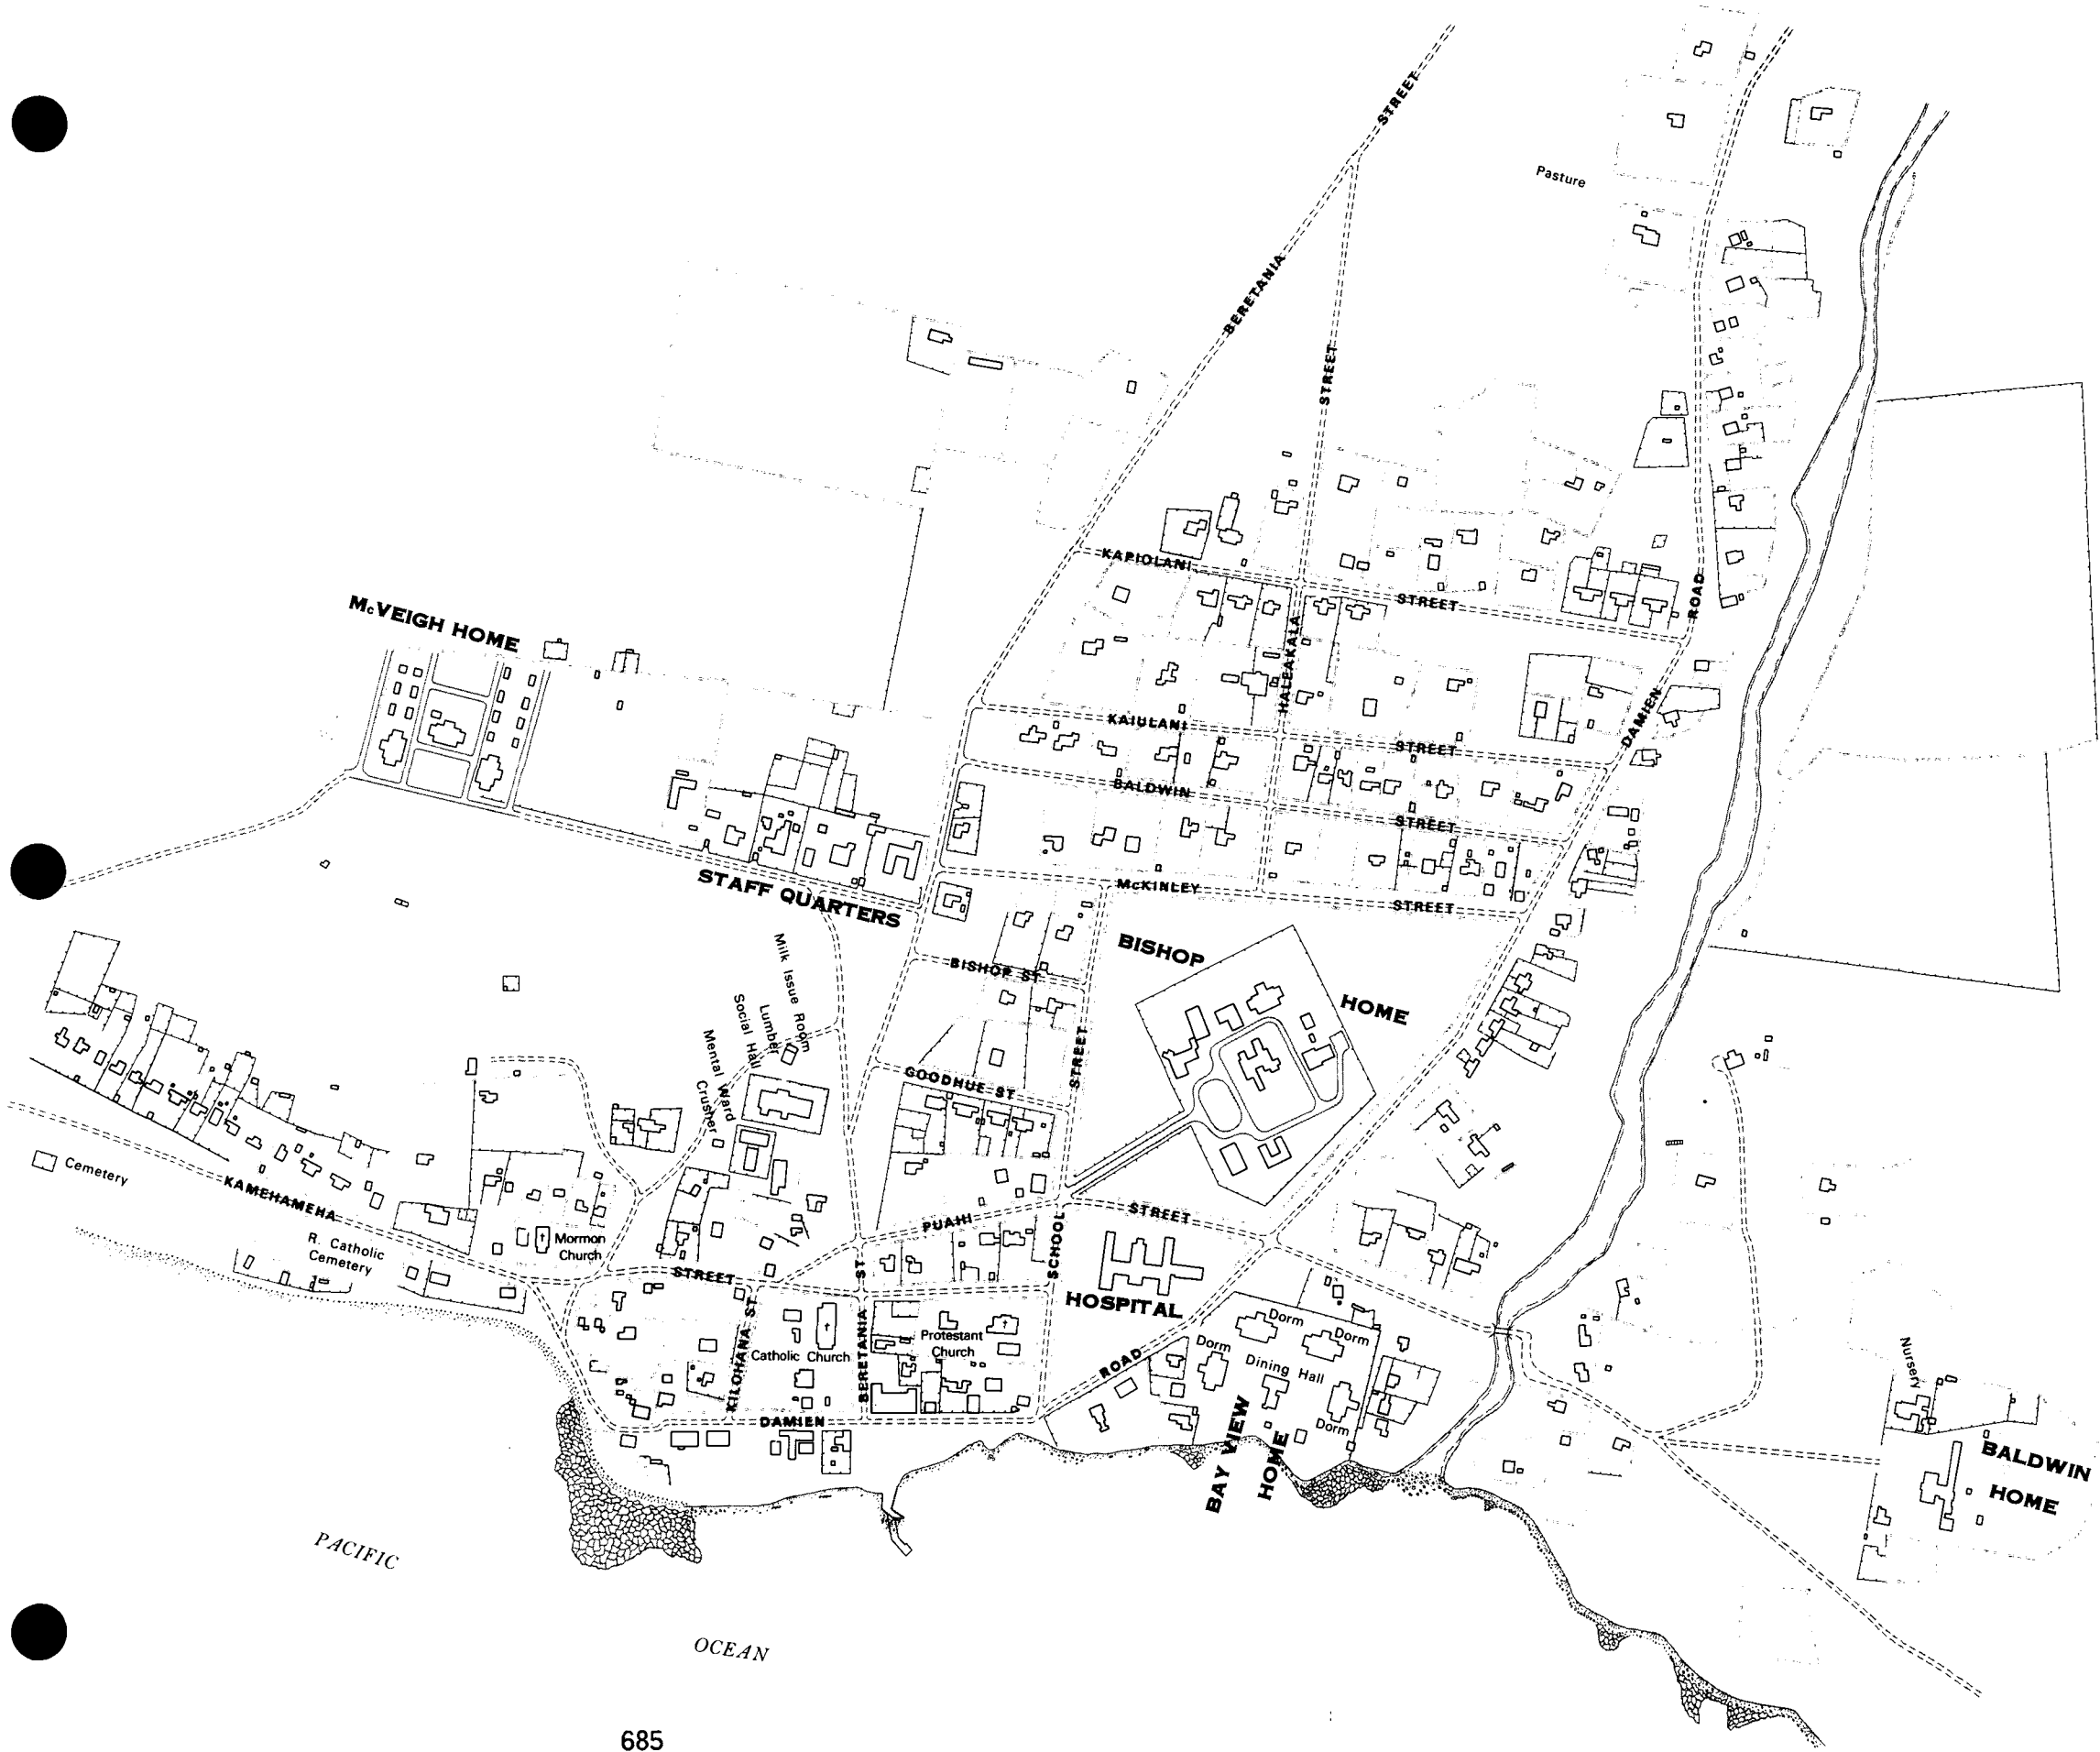 STREET
Pasture
BERETANIA
STREET
KAPIOLANI
STREET
ROAD
McVEIGH HOME
HALEAKALA
KAIULANI
STREET
DAMIEN
BALDWIN
STREET
STAFF QUARTERS
McKINLEY
STREET
BISHOP
HOME
BISHOP ST
Milk Issue Room
Lumber
Social Hall
Mental Ward
Crusher
STREET
GOODHUE ST
Cemetery
KAMEHAMEHA
R. Catholic
Cemetery
Mormon
Church
STREET
PUAHI
STREET
SCHOOL
ST
HOSPITAL
KILOHANA ST
BERETANIA
Catholic Church
Protestant
Church
ROAD
Dorm
Dorm
Dorm
Dining Hall
Dorm
DAMIEN
BAY VIEW
HOME
Nursery
BALDWIN
HOME
PACIFIC
OCEAN
685